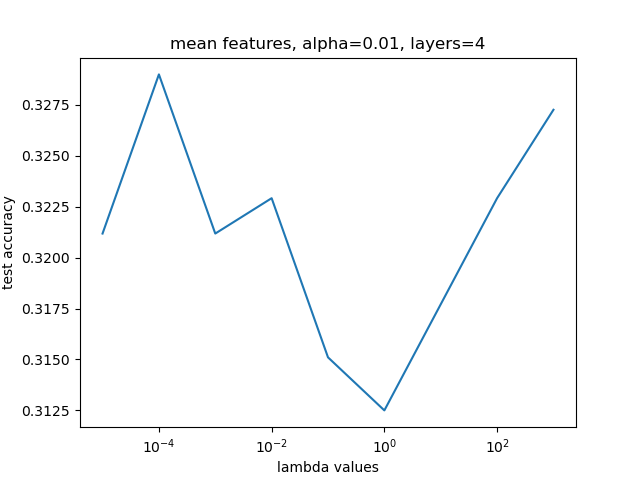 mean features, alpha=0.01, layers=4
0.3275
0.3250
0.3225
0.3200
0.3175
0.3150
0.3125
test accuracy
10⁻⁴ 10⁻² 10⁰ 10²
lambda values